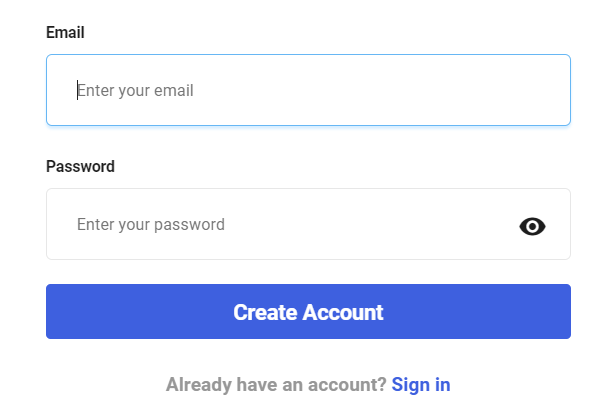 Email
Enter your email
Password
Enter your password
Create Account
Already have an account? Sign in